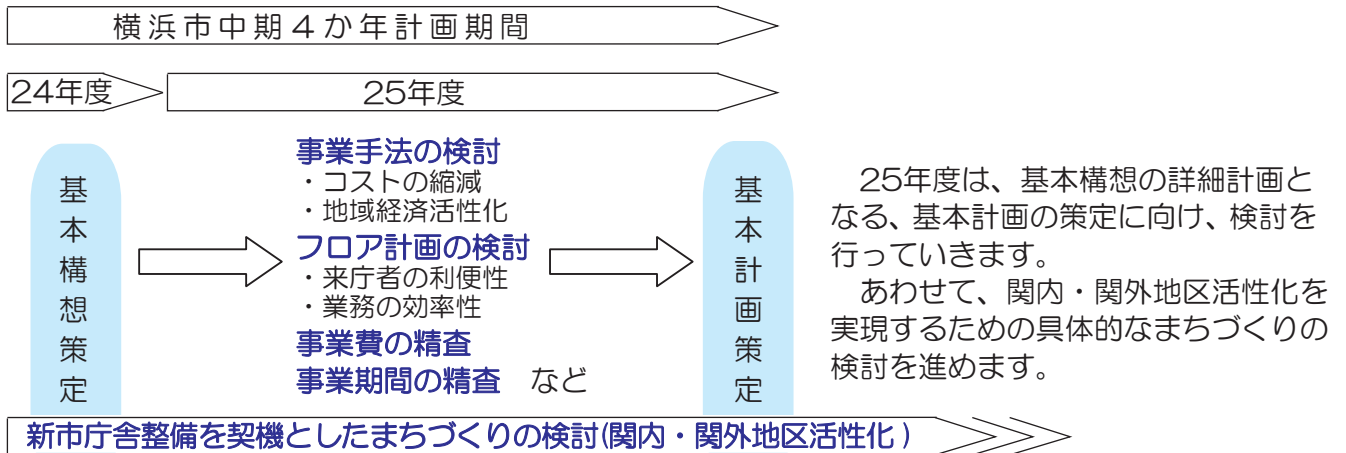 横浜市中期４か年計画期間
24年度
25年度
基本構想策定
事業手法の検討
・コストの縮減
・地域経済活性化
フロア計画の検討
・来庁者の利便性
・業務の効率性
事業費の精査
事業期間の精査　など
基本計画策定
25年度は、基本構想の詳細計画と
なる、基本計画の策定に向け、検討を
行っていきます。
あわせて、関内・関外地区活性化を
実現するための具体的なまちづくりの
検討を進めます。
新市庁舎整備を契機としたまちづくりの検討(関内・関外地区活性化 )